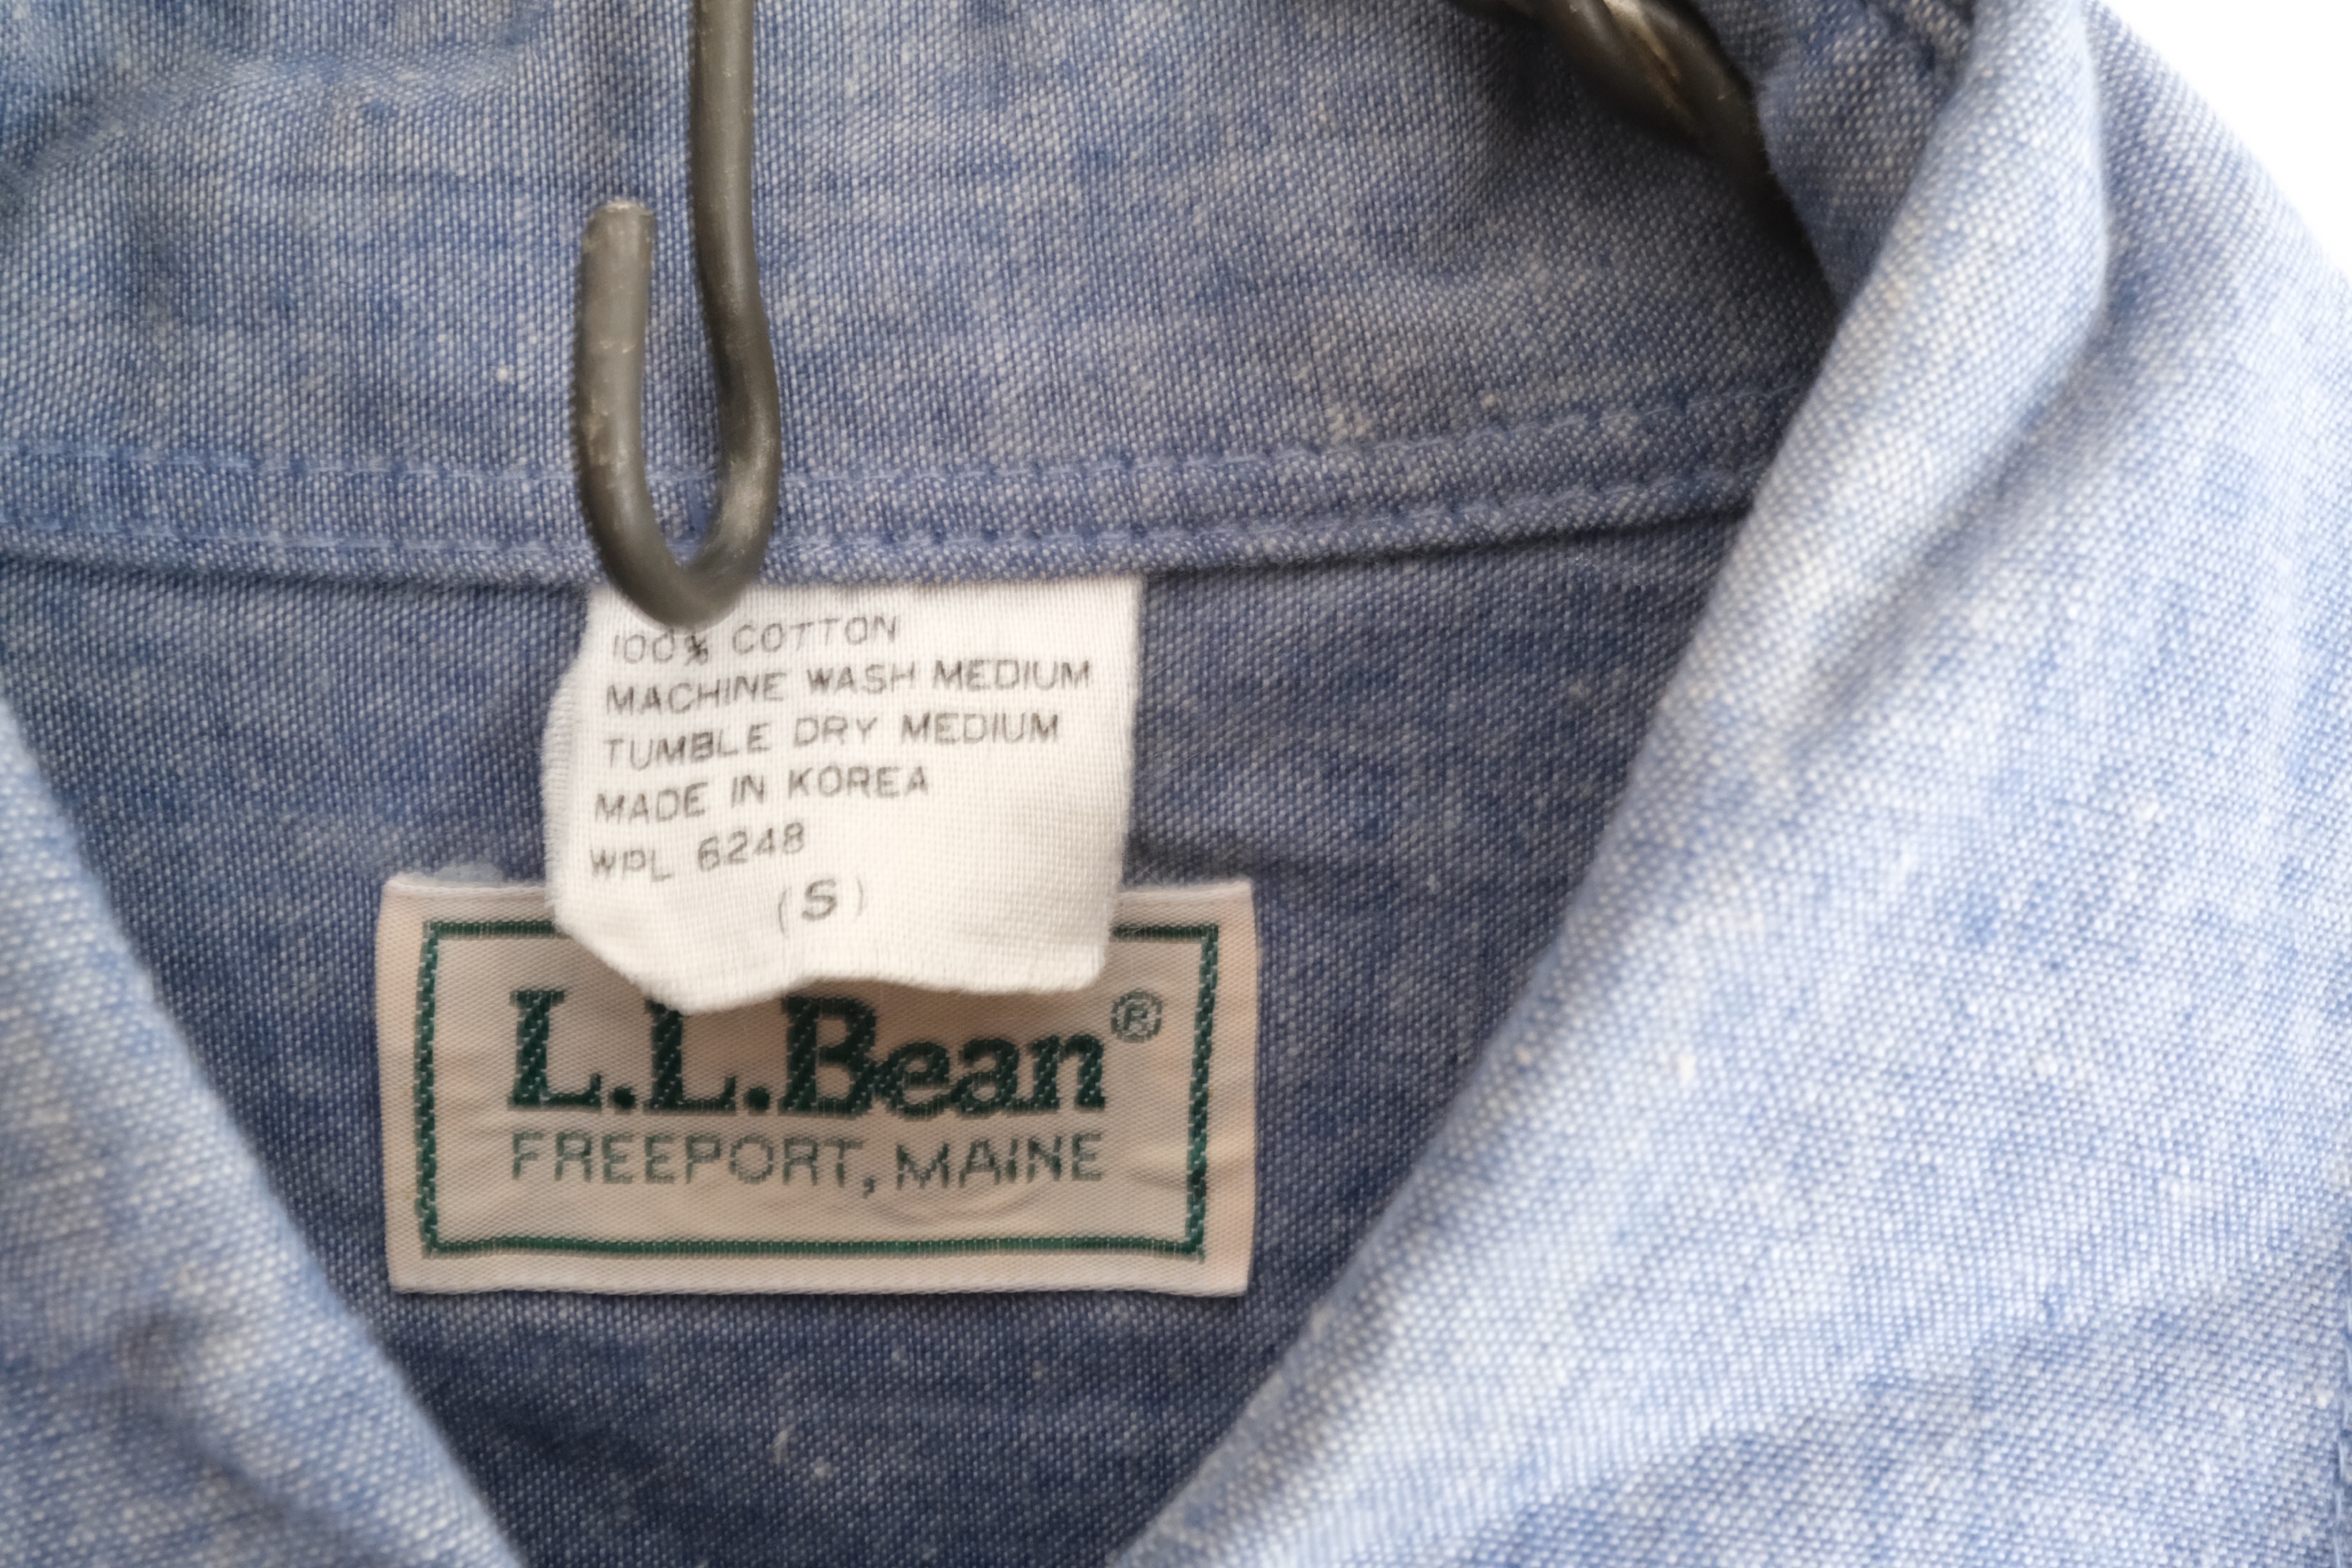 100% COTTON
MACHINE WASH MEDIUM
TUMBLE DRY MEDIUM
MADE IN KOREA
WPL 6248
(S)
L.L.Bean®
FREEPORT, MAINE